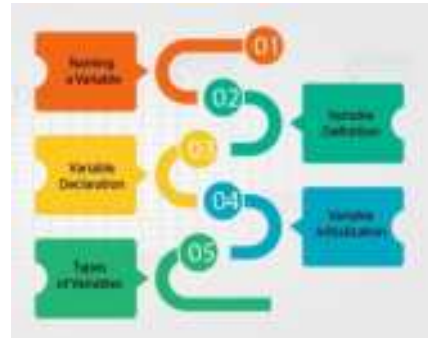 01
Naming
a Variable
02
Variable
Definition
03
Variable
Declaration
04
Variable
Initialization
05
Types
of Variables